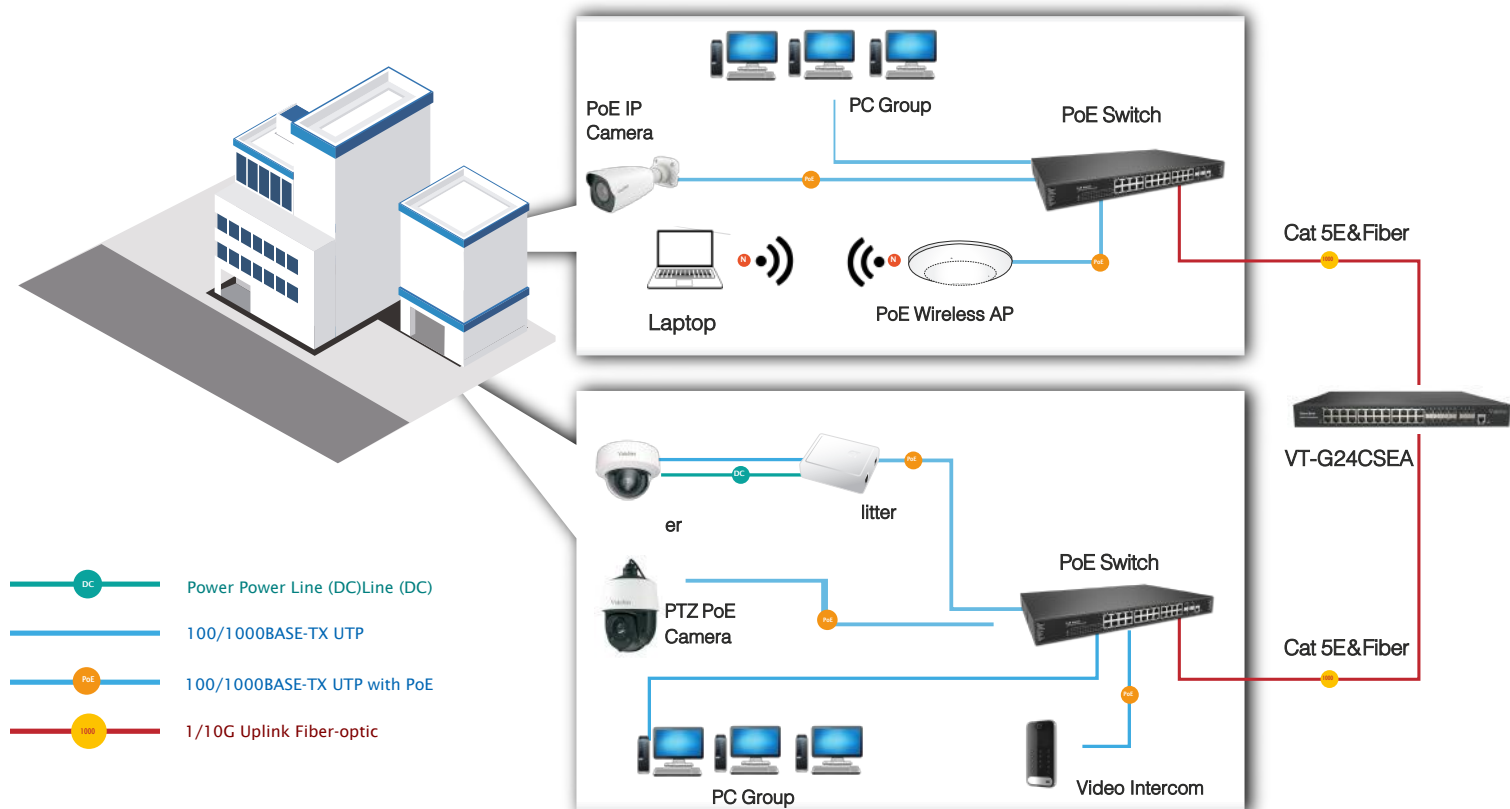 PC Group
PoE IP
Camera
PoE Switch
PoE
Cat 5E&Fiber
1000
N
N
PoE
Laptop
PoE Wireless AP
VT-G24CSEA
DC
PoE
er
litter
PoE Switch
PTZ PoE
Camera
PoE
Cat 5E&Fiber
1000
PoE
Video Intercom
PC Group
DC
Power Power Line (DC)Line (DC)
100/1000BASE-TX UTP
PoE
100/1000BASE-TX UTP with PoE
1000
1/10G Uplink Fiber-optic